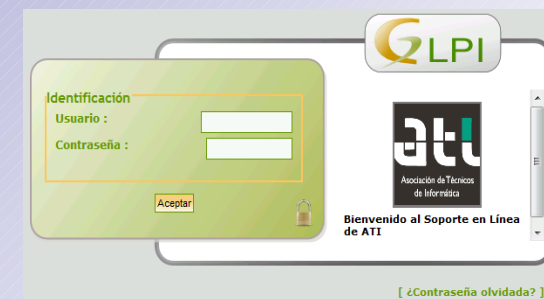 GLPI
Identificación
Usuario :
Contraseña :
Aceptar
ati
Asociación de Técnicos
de Informática
Bienvenido al Soporte en Línea
de ATI
[ ¿Contraseña olvidada? ]